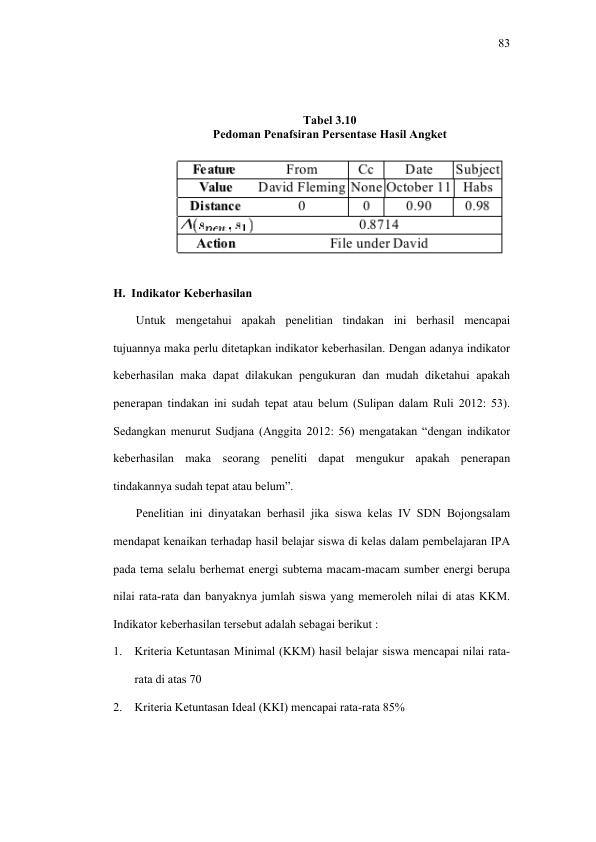 83
Tabel 3.10
Pedoman Penafsiran Persentase Hasil Angket
Feature From Cc Date Subject
Value David Fleming None October 11 Habs
Distance 0 0 0.90 0.98
Λ(snew, s1) 0.8714
Action File under David
H. Indikator Keberhasilan
Untuk mengetahui apakah penelitian tindakan ini berhasil mencapai
tujuannya maka perlu ditetapkan indikator keberhasilan. Dengan adanya indikator
keberhasilan maka dapat dilakukan pengukuran dan mudah diketahui apakah
penerapan tindakan ini sudah tepat atau belum (Sulipan dalam Ruli 2012: 53).
Sedangkan menurut Sudjana (Anggita 2012: 56) mengatakan “dengan indikator
keberhasilan maka seorang peneliti dapat mengukur apakah penerapan
tindakannya sudah tepat atau belum”.
Penelitian ini dinyatakan berhasil jika siswa kelas IV SDN Bojongsalam
mendapat kenaikan terhadap hasil belajar siswa di kelas dalam pembelajaran IPA
pada tema selalu berhemat energi subtema macam-macam sumber energi berupa
nilai rata-rata dan banyaknya jumlah siswa yang memeroleh nilai di atas KKM.
Indikator keberhasilan tersebut adalah sebagai berikut :
1. Kriteria Ketuntasan Minimal (KKM) hasil belajar siswa mencapai nilai rata-
rata di atas 70
2. Kriteria Ketuntasan Ideal (KKI) mencapai rata-rata 85%